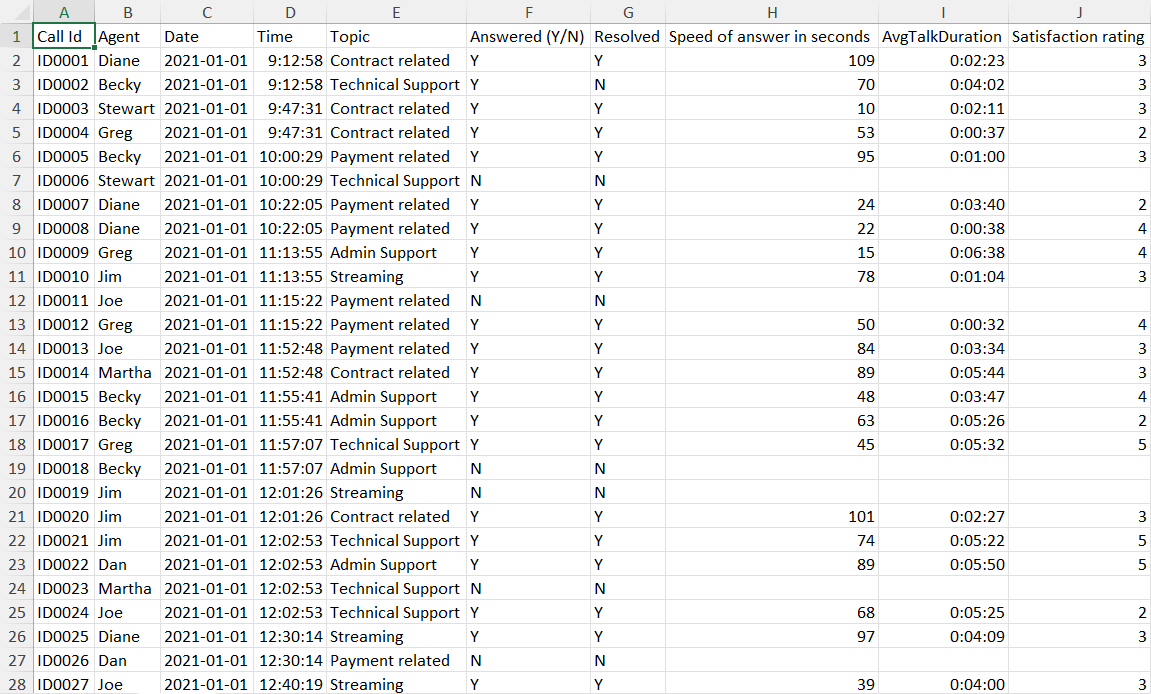 A B C D E F G H I J
1 Call Id Agent Date Time Topic Answered (Y/N) Resolved Speed of answer in seconds AvgTalkDuration Satisfaction rating
2 ID0001 Diane 2021-01-01 9:12:58 Contract related Y Y 109 0:02:23 3
3 ID0002 Becky 2021-01-01 9:12:58 Technical Support Y N 70 0:04:02 3
4 ID0003 Stewart 2021-01-01 9:47:31 Contract related Y Y 10 0:02:11 3
5 ID0004 Greg 2021-01-01 9:47:31 Contract related Y Y 53 0:00:37 2
6 ID0005 Becky 2021-01-01 10:00:29 Payment related Y Y 95 0:01:00 3
7 ID0006 Stewart 2021-01-01 10:00:29 Technical Support N N
8 ID0007 Diane 2021-01-01 10:22:05 Payment related Y Y 24 0:03:40 2
9 ID0008 Diane 2021-01-01 10:22:05 Payment related Y Y 22 0:00:38 4
10 ID0009 Greg 2021-01-01 11:13:55 Admin Support Y Y 15 0:06:38 4
11 ID0010 Jim 2021-01-01 11:13:55 Streaming Y Y 78 0:01:04 3
12 ID0011 Joe 2021-01-01 11:15:22 Payment related N N
13 ID0012 Greg 2021-01-01 11:15:22 Payment related Y Y 50 0:00:32 4
14 ID0013 Joe 2021-01-01 11:52:48 Payment related Y Y 84 0:03:34 3
15 ID0014 Martha 2021-01-01 11:52:48 Contract related Y Y 89 0:05:44 3
16 ID0015 Becky 2021-01-01 11:55:41 Admin Support Y Y 48 0:03:47 4
17 ID0016 Becky 2021-01-01 11:55:41 Admin Support Y Y 63 0:05:26 2
18 ID0017 Greg 2021-01-01 11:57:07 Technical Support Y Y 45 0:05:32 5
19 ID0018 Becky 2021-01-01 11:57:07 Admin Support N N
20 ID0019 Jim 2021-01-01 12:01:26 Streaming N N
21 ID0020 Jim 2021-01-01 12:01:26 Contract related Y Y 101 0:02:27 3
22 ID0021 Jim 2021-01-01 12:02:53 Technical Support Y Y 74 0:05:22 5
23 ID0022 Dan 2021-01-01 12:02:53 Admin Support Y Y 89 0:05:50 5
24 ID0023 Martha 2021-01-01 12:02:53 Technical Support N N
25 ID0024 Joe 2021-01-01 12:02:53 Technical Support Y Y 68 0:05:25 2
26 ID0025 Diane 2021-01-01 12:30:14 Streaming Y Y 97 0:04:09 3
27 ID0026 Dan 2021-01-01 12:30:14 Payment related N N
28 ID0027 Joe 2021-01-01 12:40:19 Streaming Y Y 39 0:04:00 3